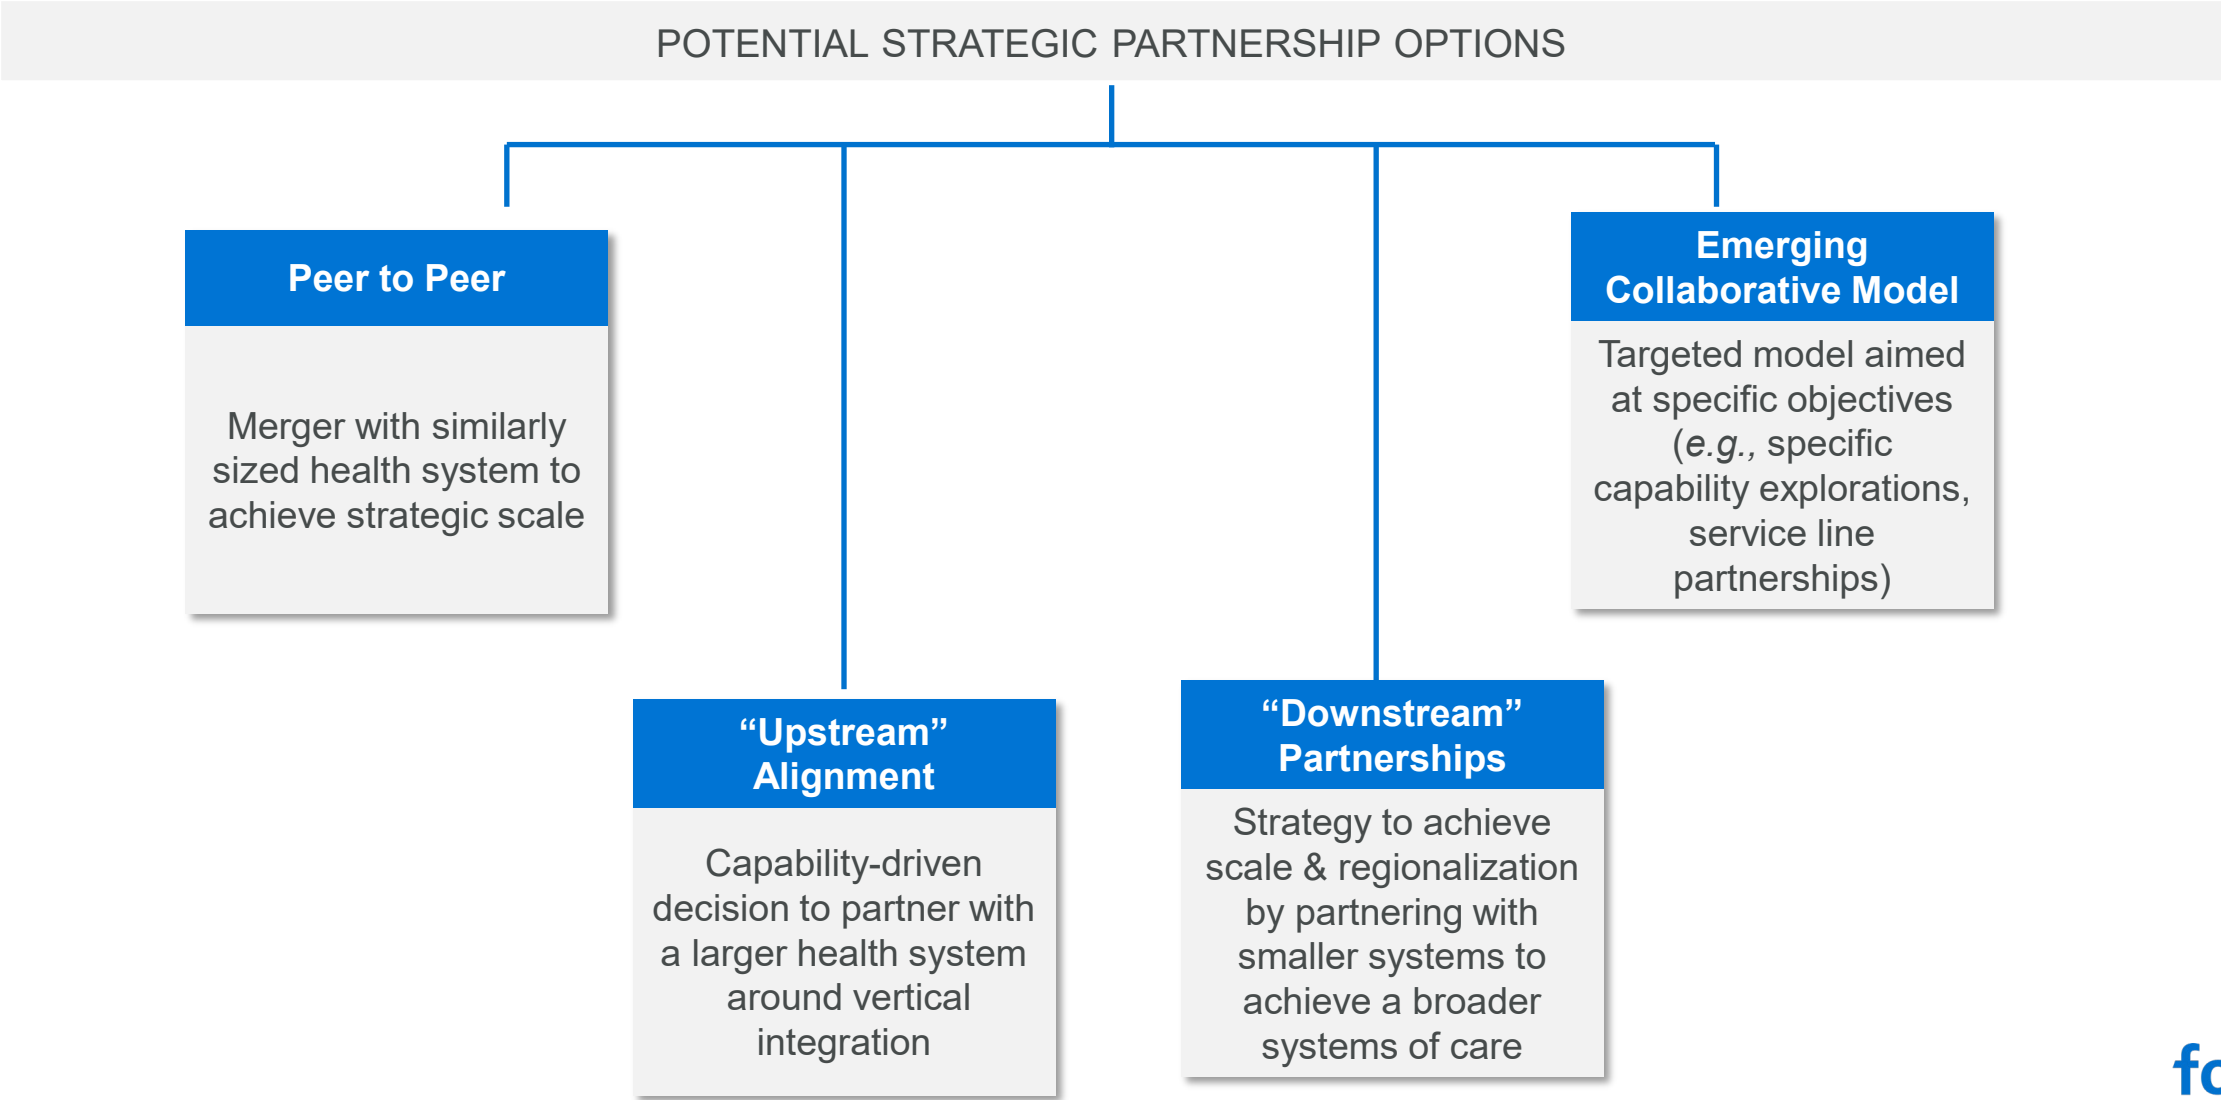 POTENTIAL STRATEGIC PARTNERSHIP OPTIONS
Peer to Peer
Merger with similarly
sized health system to
achieve strategic scale
“Upstream”
Alignment
Capability-driven
decision to partner with
a larger health system
around vertical
integration
“Downstream”
Partnerships
Strategy to achieve
scale & regionalization
by partnering with
smaller systems to
achieve a broader
systems of care
Emerging
Collaborative Model
Targeted model aimed
at specific objectives
(e.g., specific
capability explorations,
service line
partnerships)